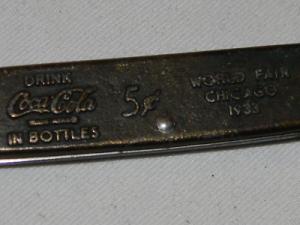 DRINK
Coca-Cola
IN BOTTLES
5¢
WORLD FAIR
CHICAGO
1933